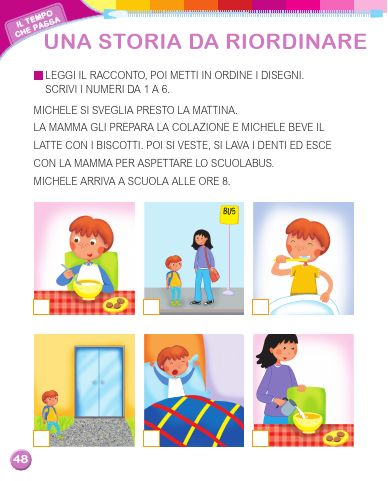 IL TEMPO
CHE PASSA
UNA STORIA DA RIORDINARE
LEGGI IL RACCONTO, POI METTI IN ORDINE I DISEGNI.
SCRIVI I NUMERI DA 1 A 6.
MICHELE SI SVEGLIA PRESTO LA MATTINA.
LA MAMMA GLI PREPARA LA COLAZIONE E MICHELE BEVE IL
LATTE CON I BISCOTTI. POI SI VESTE, SI LAVA I DENTI ED ESCE
CON LA MAMMA PER ASPETTARE LO SCUOLABUS.
MICHELE ARRIVA A SCUOLA ALLE ORE 8.
BUS
48